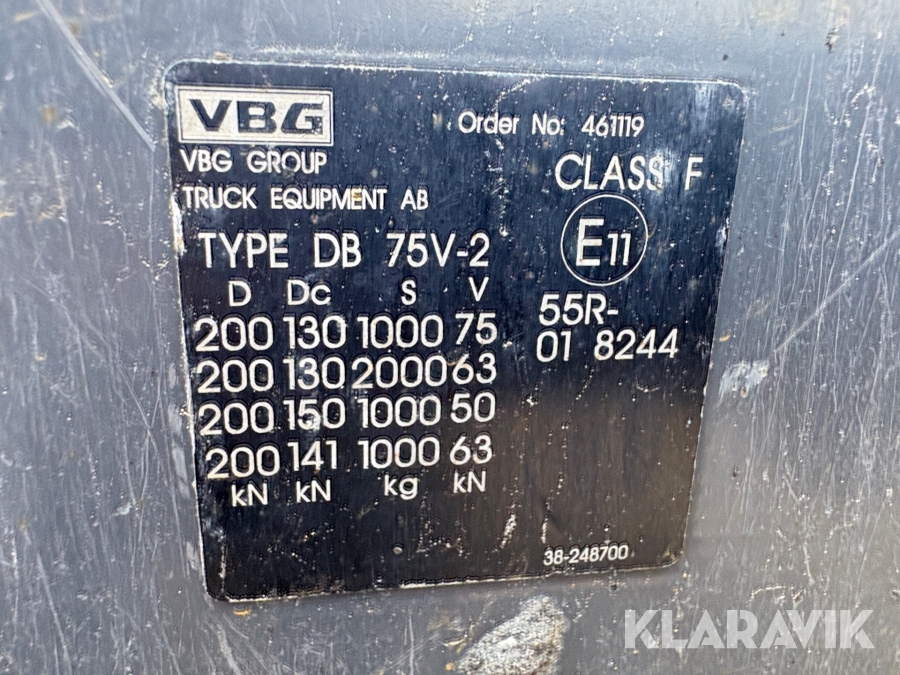 VBG
Order No: 461119
VBG GROUP
TRUCK EQUIPMENT AB
CLASS F
E11
TYPE DB 75V-2
D Dc S V
200 130 1000 75
200 130 2000 63
200 150 1000 50
200 141 1000 63
kN kN kg kN
55R-
01 8244
38-248700
KLARAVIK